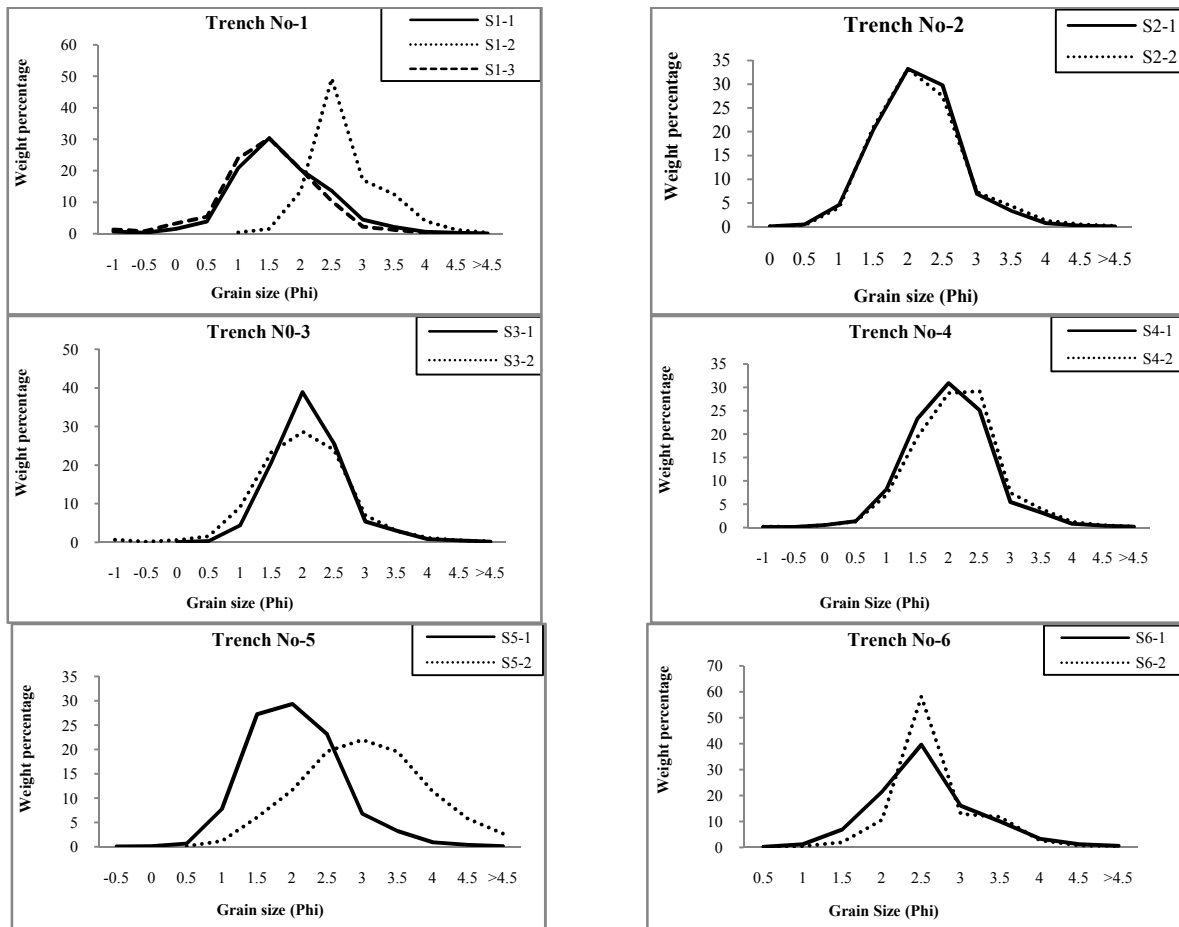 Trench No-1
S1-1
S1-2
S1-3
60
50
40
30
20
10
0
Weight percentage
-1 -0.5 0 0.5 1 1.5 2 2.5 3 3.5 4 4.5 >4.5
Grain size (Phi)
Trench No-2
S2-1
S2-2
35
30
25
20
15
10
5
0
Weight percentage
0 0.5 1 1.5 2 2.5 3 3.5 4 4.5 >4.5
Grain size (Phi)
Trench N0-3
S3-1
S3-2
50
40
30
20
10
0
Weight percentage
-1 -0.5 0 0.5 1 1.5 2 2.5 3 3.5 4 4.5 >4.5
Grain size (Phi)
Trench No-4
S4-1
S4-2
35
30
25
20
15
10
5
0
Weight percentage
-1 -0.5 0 0.5 1 1.5 2 2.5 3 3.5 4 4.5 >4.5
Grain Size (Phi)
Trench No-5
S5-1
S5-2
35
30
25
20
15
10
5
0
Weight percentage
-0.5 0 0.5 1 1.5 2 2.5 3 3.5 4 4.5 >4.5
Grain size (Phi)
Trench No-6
S6-1
S6-2
70
60
50
40
30
20
10
0
Weight percentage
0.5 1 1.5 2 2.5 3 3.5 4 4.5 >4.5
Grain Size (Phi)